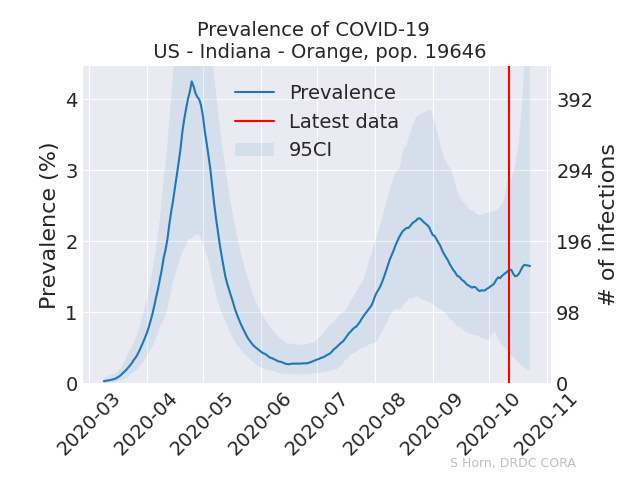 Prevalence of COVID-19
US - Indiana - Orange, pop. 19646
Prevalence
Latest data
95CI
Prevalence (%)
4
3
2
1
0
392
294
196
98
0
# of infections
2020-03
2020-04
2020-05
2020-06
2020-07
2020-08
2020-09
2020-10
2020-11
S Horn, DRDC CORA